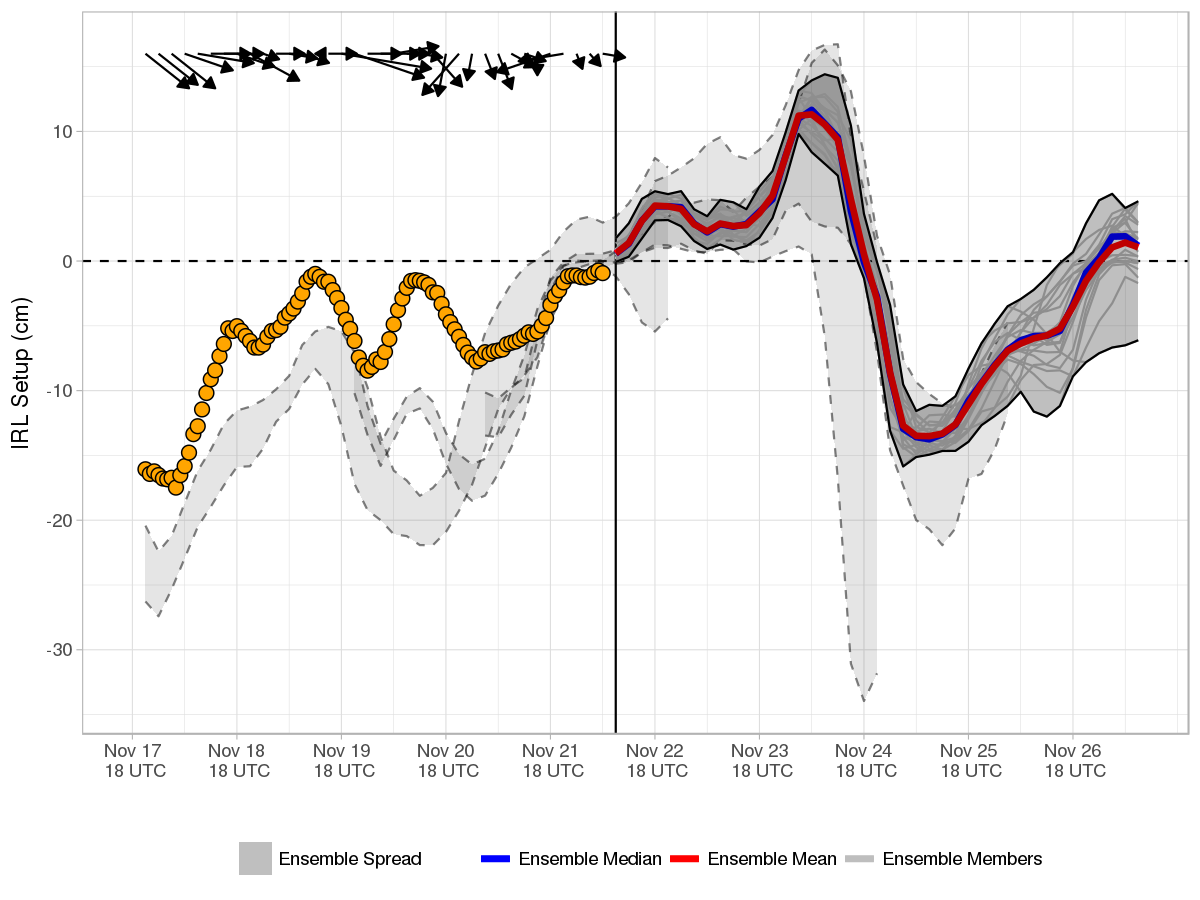 IRL Setup (cm)
10
0
-10
-20
-30
Nov 17 Nov 18 Nov 19 Nov 20 Nov 21 Nov 22 Nov 23 Nov 24 Nov 25 Nov 26
18 UTC 18 UTC 18 UTC 18 UTC 18 UTC 18 UTC 18 UTC 18 UTC 18 UTC 18 UTC
Ensemble Spread Ensemble Median Ensemble Mean Ensemble Members